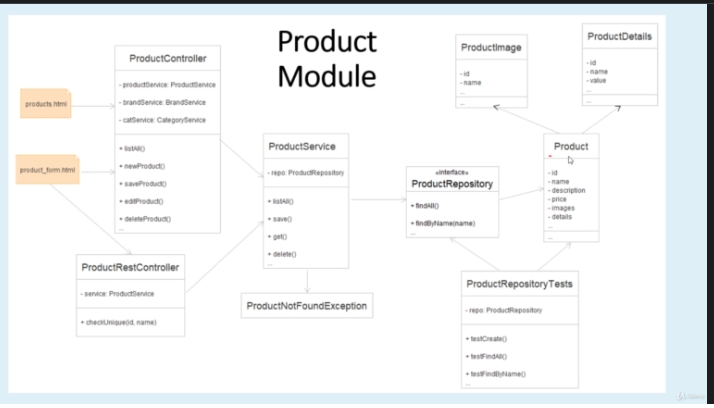 Product
Module
products.html
product_form.html
ProductController
- productService: ProductService
- brandService: BrandService
- catService: CategoryService
+ listAll()
+ newProduct()
+ saveProduct()
+ editProduct()
+ deleteProduct()
...
ProductRestController
- service: ProductService
+ checkUnique(id, name)
ProductService
- repo: ProductRepository
+ listAll()
+ save()
+ get()
+ delete()
...
ProductNotFoundException
«interface»
ProductRepository
+ findAll()
+ findByName(name)
...
ProductImage
- id
- name
...
...
ProductDetails
- id
- name
- value
...
...
Product
- id
- name
- description
- price
- images
- details
...
...
ProductRepositoryTests
- repo: ProductRepository
+ testCreate()
+ testFindAll()
+ testFindByName()
...